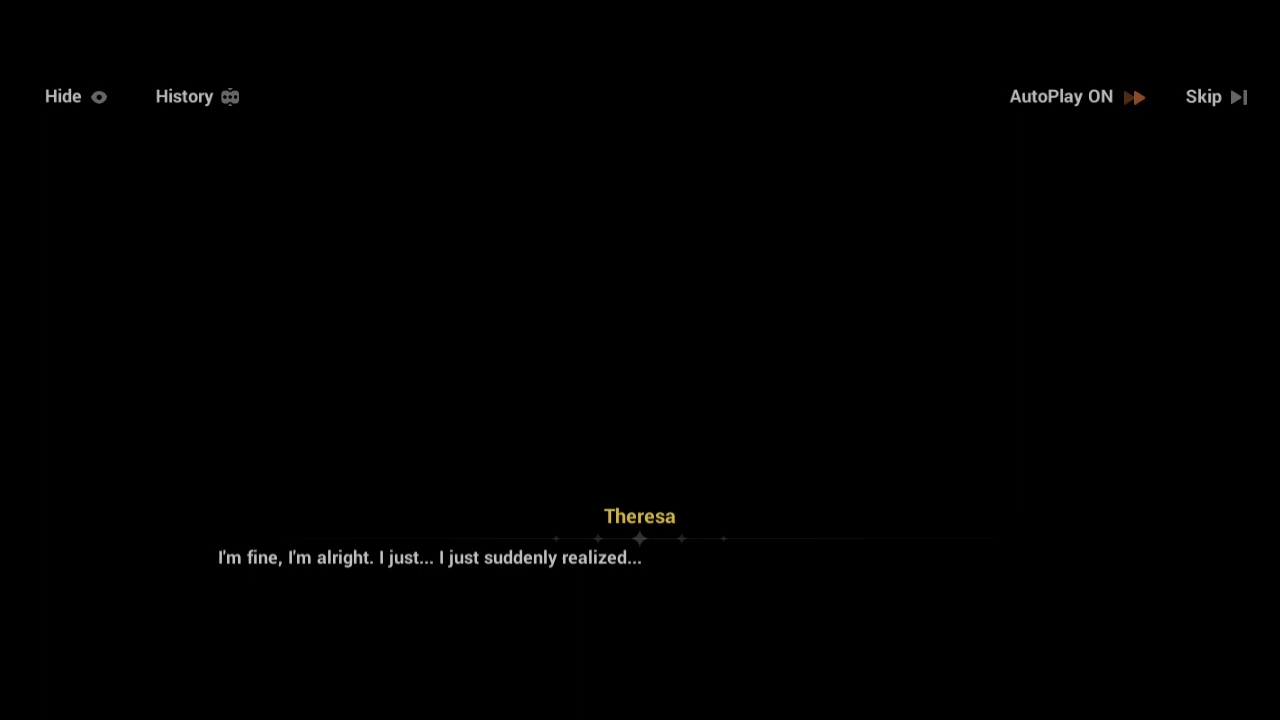 Hide
History
AutoPlay ON
Skip
Theresa
I'm fine, I'm alright. I just... I just suddenly realized...